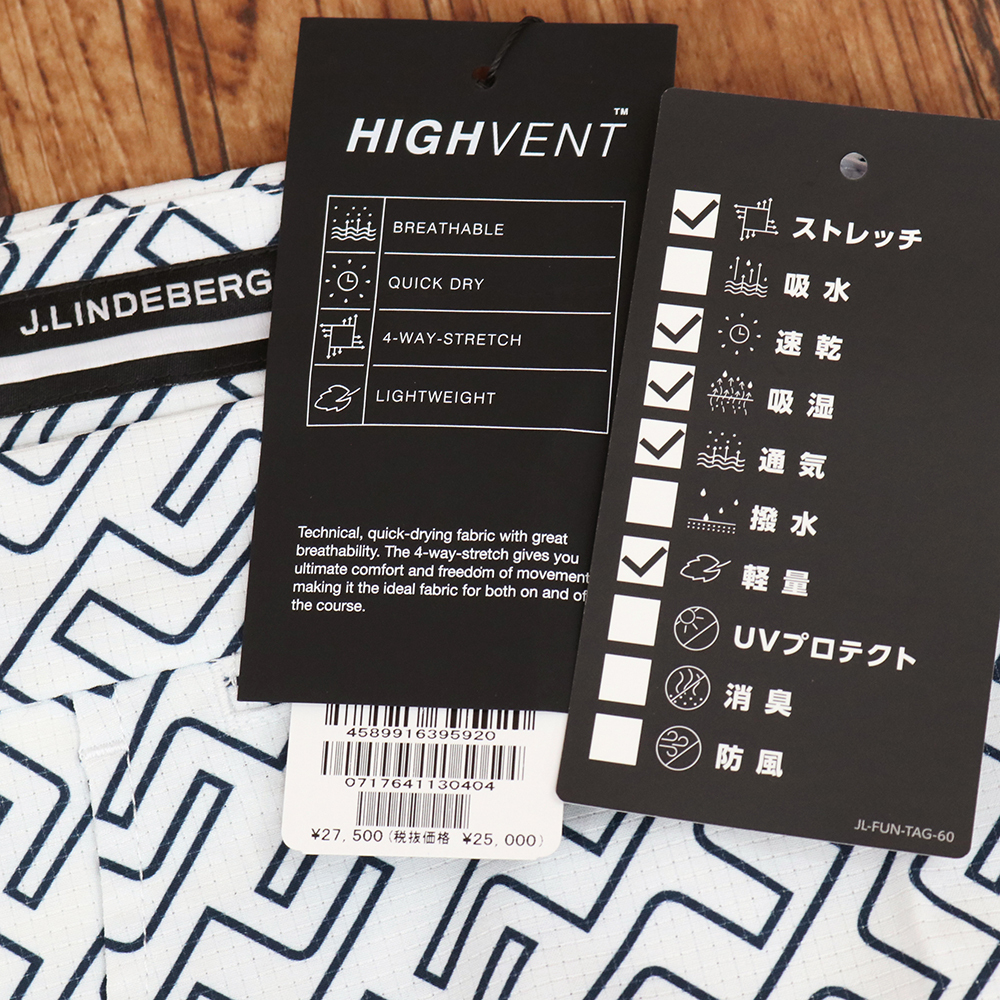 HIGHVENT™
BREATHABLE
QUICK DRY
4-WAY-STRETCH
LIGHTWEIGHT
Technical, quick-drying fabric with great
breathability. The 4-way-stretch gives you
ultimate comfort and freedom of movement
making it the ideal fabric for both on and of
the course.
J.LINDEBERG
ストレッチ
吸水
速乾
吸湿
通気
撥水
軽量
UVプロテクト
消臭
防風
JL-FUN-TAG-60
4589916395920
0717641130404
¥27,500(税抜価格 ¥25,000)